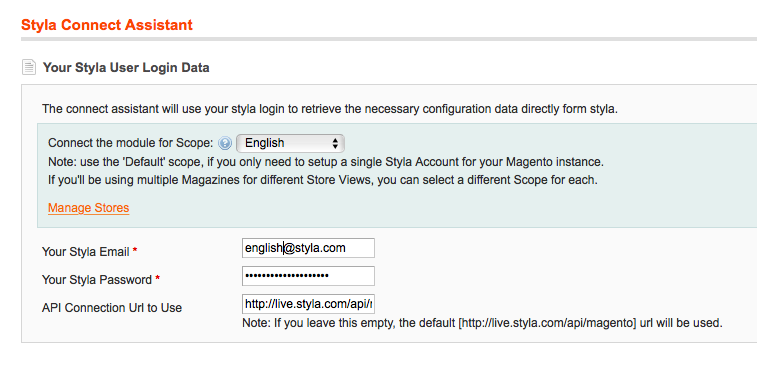 Styla Connect Assistant
Your Styla User Login Data
The connect assistant will use your styla login to retrieve the necessary configuration data directly form styla.
Connect the module for Scope: ? English
Note: use the 'Default' scope, if you only need to setup a single Styla Account for your Magento instance.
If you'll be using multiple Magazines for different Store Views, you can select a different Scope for each.
Manage Stores
Your Styla Email * english@styla.com
Your Styla Password * •••••••••••••••••••
API Connection Url to Use http://live.styla.com/api/
Note: If you leave this empty, the default [http://live.styla.com/api/magento] url will be used.